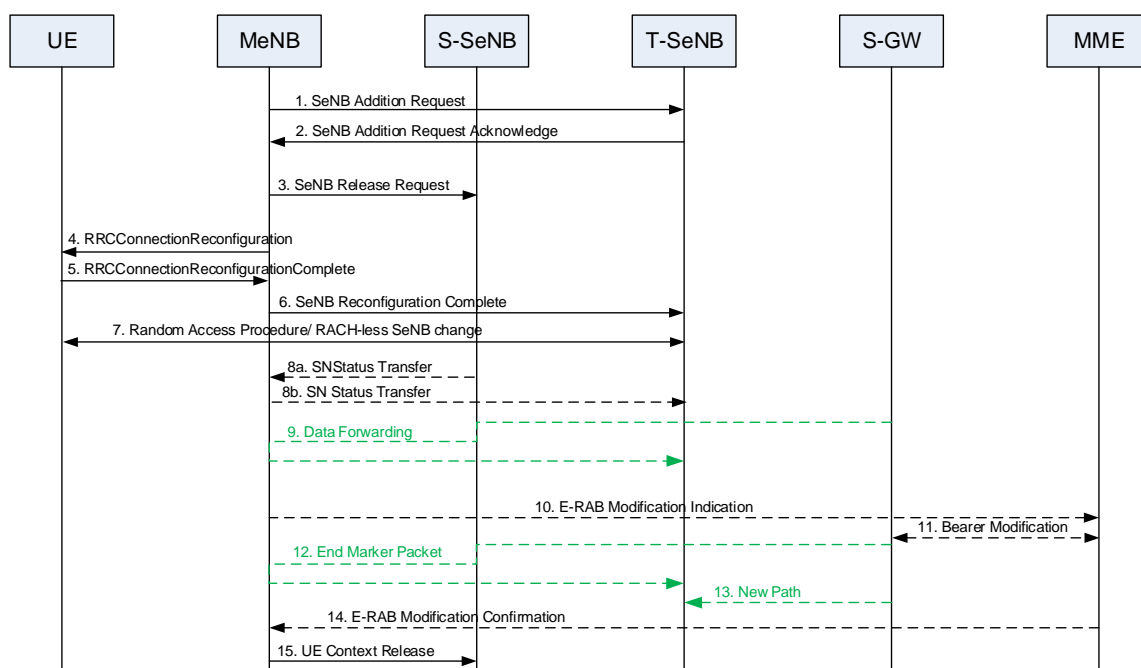 UE
MeNB
S-SeNB
T-SeNB
S-GW
MME
1. SeNB Addition Request
2. SeNB Addition Request Acknowledge
3. SeNB Release Request
4. RRCConnectionReconfiguration
5. RRCConnectionReconfigurationComplete
6. SeNB Reconfiguration Complete
7. Random Access Procedure/ RACH-less SeNB change
8a. SNStatus Transfer
8b. SN Status Transfer
9. Data Forwarding
10. E-RAB Modification Indication
11. Bearer Modification
12. End Marker Packet
13. New Path
14. E-RAB Modification Confirmation
15. UE Context Release